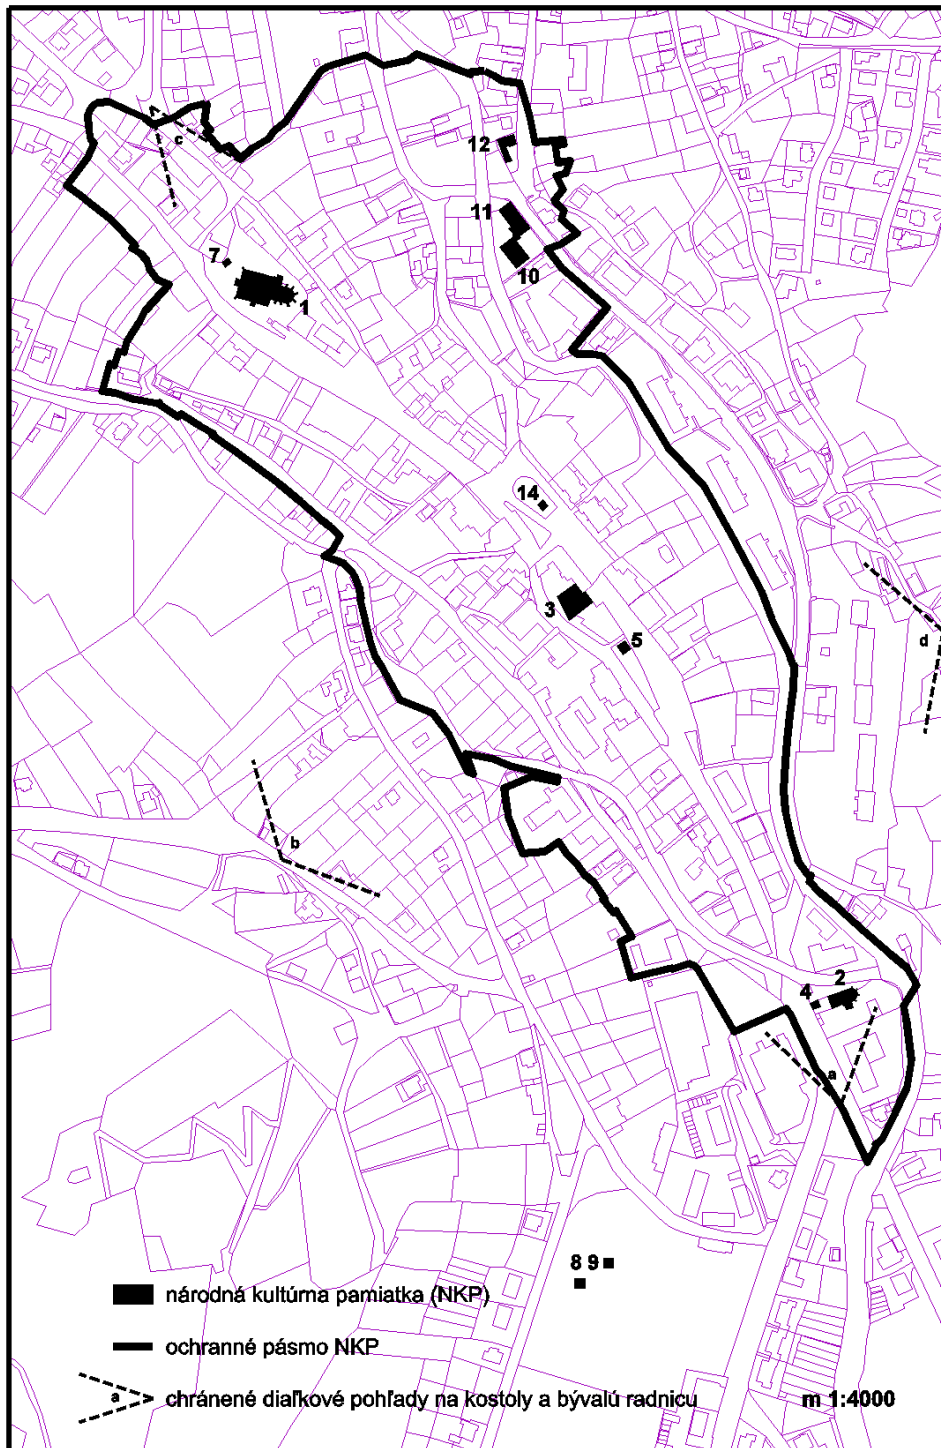 12
c
11
7
10
1
14
3
5
d
b
2
4
a
8 9
národná kultúrna pamiatka (NKP)
ochranné pásmo NKP
a chránené diaľkové pohľady na kostoly a bývalú radnicu m 1:4000